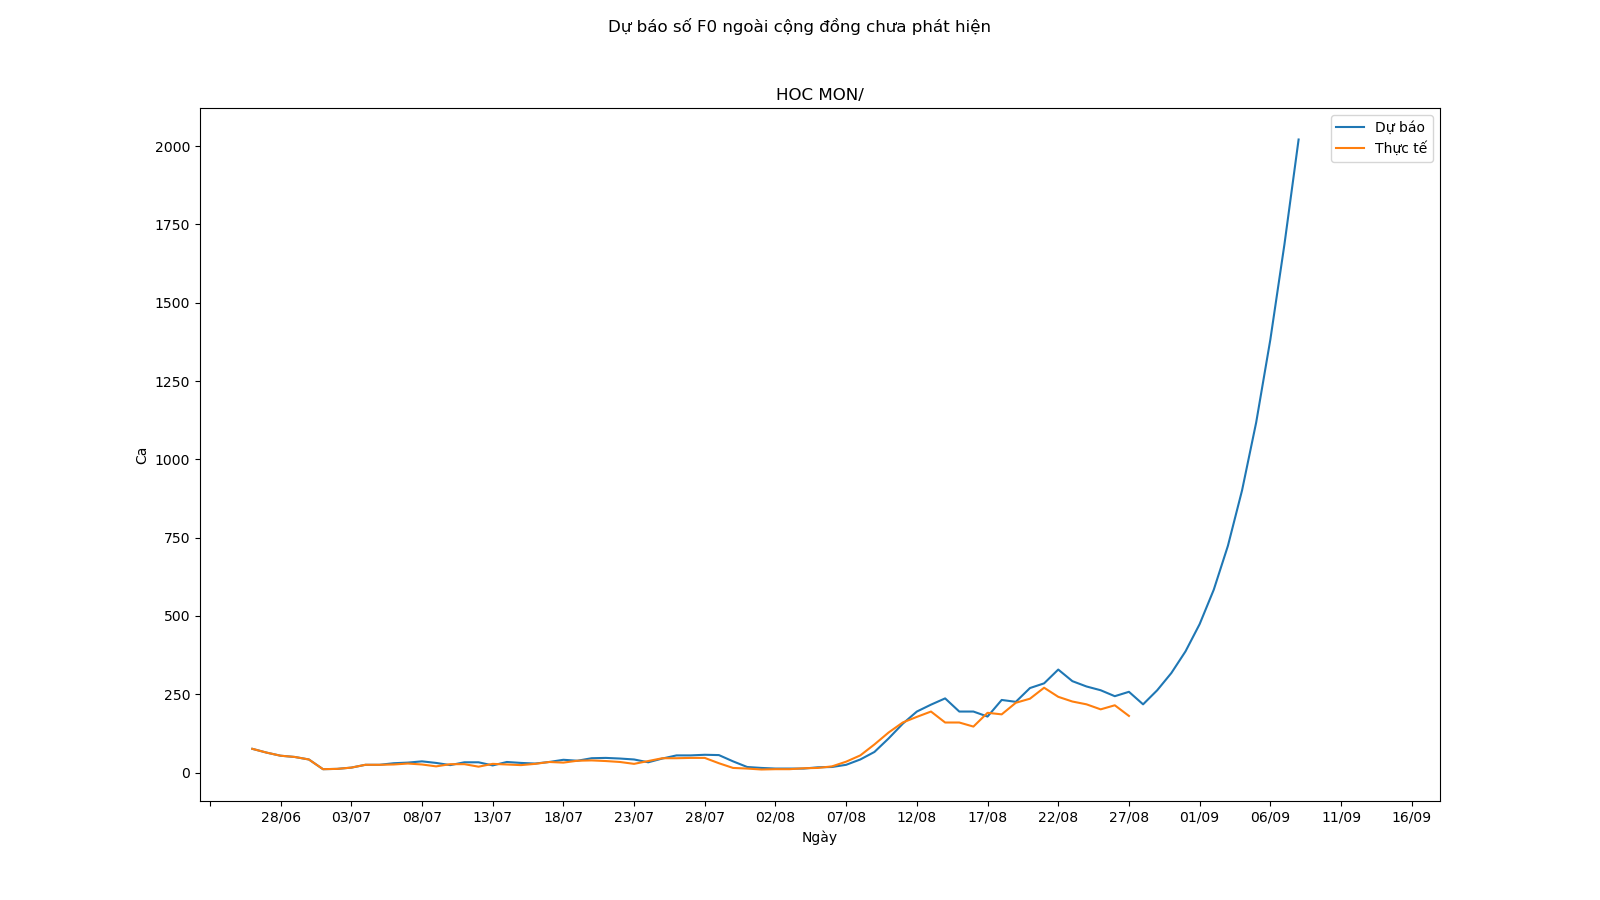 Dự báo số F0 ngoài cộng đồng chưa phát hiện
HOC MON/
Dự báo
Thực tế
2000
1750
1500
1250
1000
750
500
250
0
Ca
28/06 03/07 08/07 13/07 18/07 23/07 28/07 02/08 07/08 12/08 17/08 22/08 27/08 01/09 06/09 11/09 16/09
Ngày